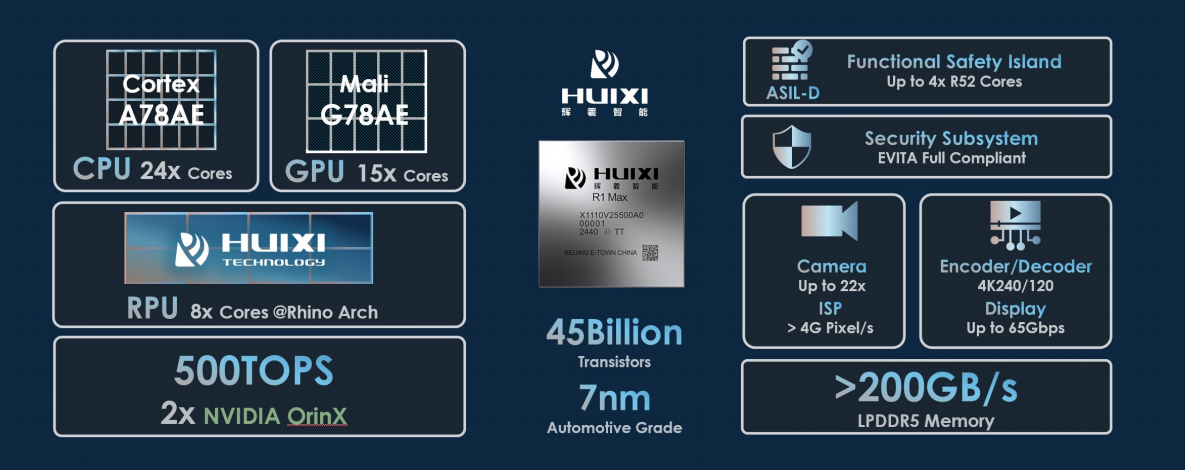 Cortex
A78AE
CPU 24x Cores
Mali
G78AE
GPU 15x Cores
HUIXI
TECHNOLOGY
RPU 8x Cores @Rhino Arch
500TOPS
2x NVIDIA OrinX
HUIXI
辉羲智能
HUIXI
辉羲智能
R1 Max
X1110V25500A0
00001
2440 TT
BEIJING E-TOWN CHINA
45Billion
Transistors
7nm
Automotive Grade
ASIL-D
Functional Safety Island
Up to 4x R52 Cores
Security Subsystem
EVITA Full Compliant
Camera
Up to 22x
ISP
> 4G Pixel/s
Encoder/Decoder
4K240/120
Display
Up to 65Gbps
>200GB/s
LPDDR5 Memory